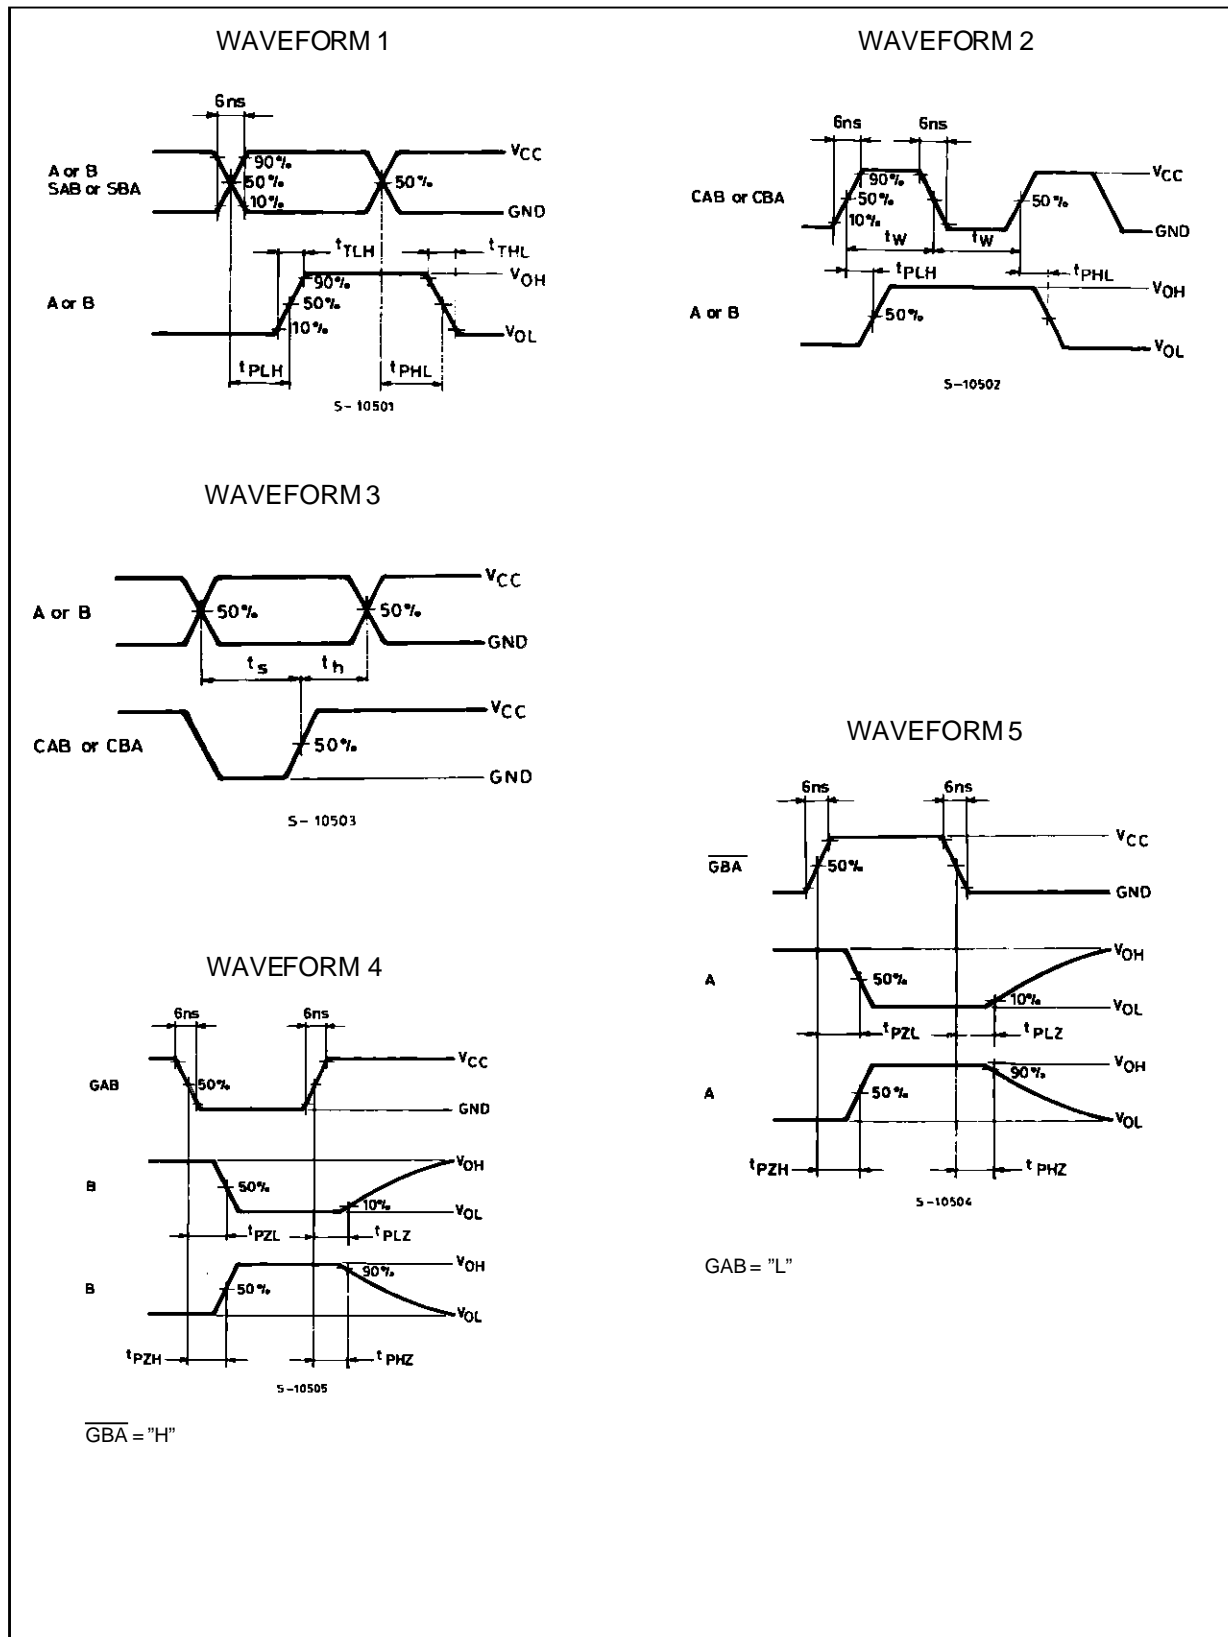 WAVEFORM 1
6ns
A or B
SAB or SBA
90%
50%
10%
50%
VCC
GND
tTLH
tTHL
A or B
90%
50%
10%
VOH
VOL
tPLH
tPHL
S-10501
WAVEFORM 2
6ns
6ns
CAB or CBA
90%
50%
10%
50%
VCC
GND
tW
tW
tPLH
tPHL
A or B
50%
VOH
VOL
S-10502
WAVEFORM 3
A or B
50%
50%
VCC
GND
ts
th
CAB or CBA
50%
VCC
GND
S-10503
WAVEFORM 4
6ns
6ns
GAB
50%
VCC
GND
B
50%
10%
VOH
VOL
tPZL
tPLZ
B
50%
90%
VOH
VOL
tPZH
tPHZ
S-10505
G̅B̅A̅ = "H"
WAVEFORM 5
6ns
6ns
G̅B̅A̅
50%
VCC
GND
A
50%
10%
VOH
VOL
tPZL
tPLZ
A
50%
90%
VOH
VOL
tPZH
tPHZ
S-10504
GAB = "L"